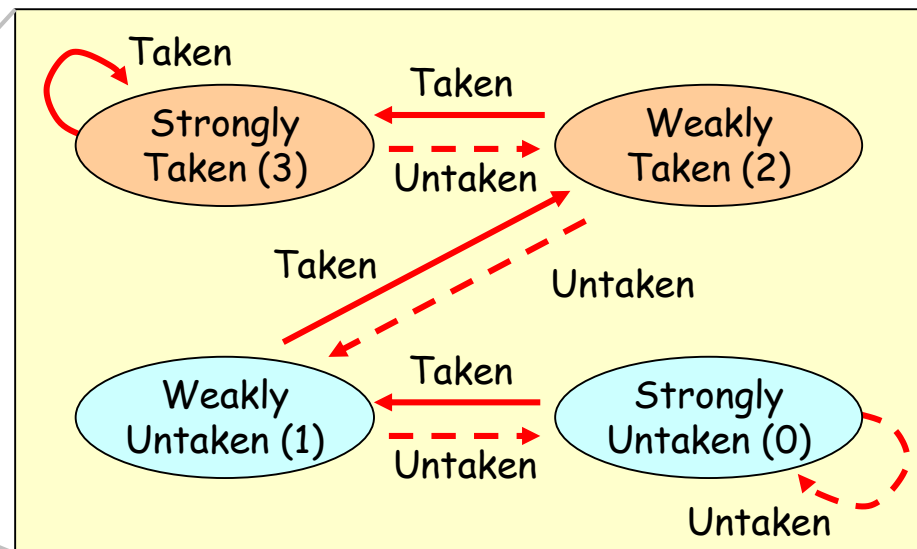 Taken
Taken
Strongly
Taken (3)
Weakly
Taken (2)
Untaken
Taken
Untaken
Taken
Weakly
Untaken (1)
Strongly
Untaken (0)
Untaken
Untaken